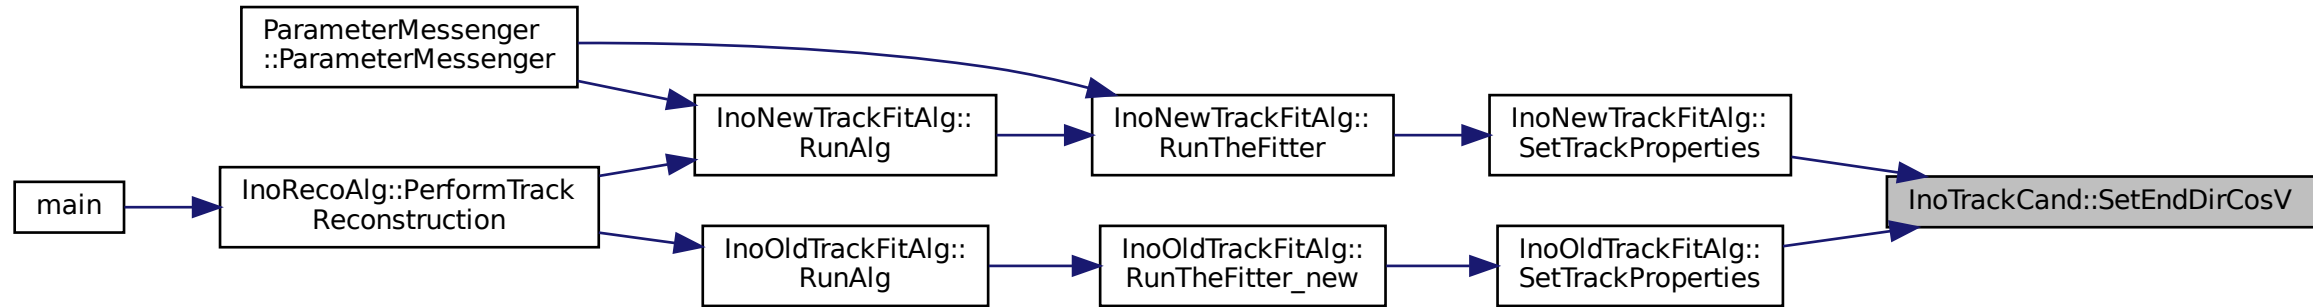 main
InoRecoAlg::PerformTrack
Reconstruction
ParameterMessenger
::ParameterMessenger
InoNewTrackFitAlg::
RunAlg
InoOldTrackFitAlg::
RunAlg
InoNewTrackFitAlg::
RunTheFitter
InoOldTrackFitAlg::
RunTheFitter_new
InoNewTrackFitAlg::
SetTrackProperties
InoOldTrackFitAlg::
SetTrackProperties
InoTrackCand::SetEndDirCosV